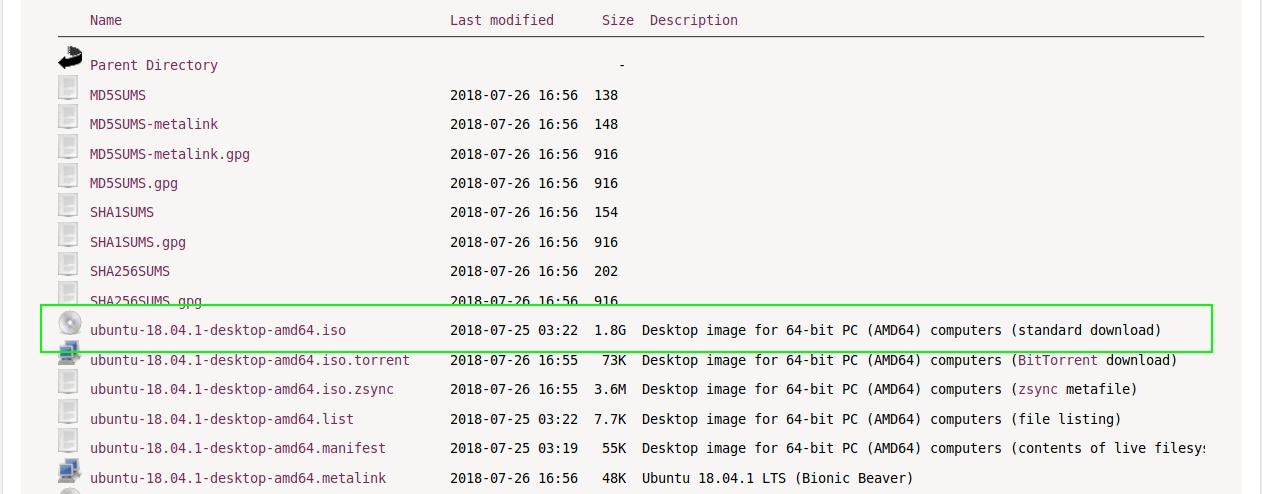 Name Last modified Size Description
Parent Directory -
MD5SUMS 2018-07-26 16:56 138
MD5SUMS-metalink 2018-07-26 16:56 148
MD5SUMS-metalink.gpg 2018-07-26 16:56 916
MD5SUMS.gpg 2018-07-26 16:56 916
SHA1SUMS 2018-07-26 16:56 154
SHA1SUMS.gpg 2018-07-26 16:56 916
SHA256SUMS 2018-07-26 16:56 202
SHA256SUMS.gpg 2018-07-26 16:56 916
ubuntu-18.04.1-desktop-amd64.iso 2018-07-25 03:22 1.8G Desktop image for 64-bit PC (AMD64) computers (standard download)
ubuntu-18.04.1-desktop-amd64.iso.torrent 2018-07-26 16:55 73K Desktop image for 64-bit PC (AMD64) computers (BitTorrent download)
ubuntu-18.04.1-desktop-amd64.iso.zsync 2018-07-26 16:55 3.6M Desktop image for 64-bit PC (AMD64) computers (zsync metafile)
ubuntu-18.04.1-desktop-amd64.list 2018-07-25 03:22 7.7K Desktop image for 64-bit PC (AMD64) computers (file listing)
ubuntu-18.04.1-desktop-amd64.manifest 2018-07-25 03:19 55K Desktop image for 64-bit PC (AMD64) computers (contents of live filesys
ubuntu-18.04.1-desktop-amd64.metalink 2018-07-26 16:56 48K Ubuntu 18.04.1 LTS (Bionic Beaver)